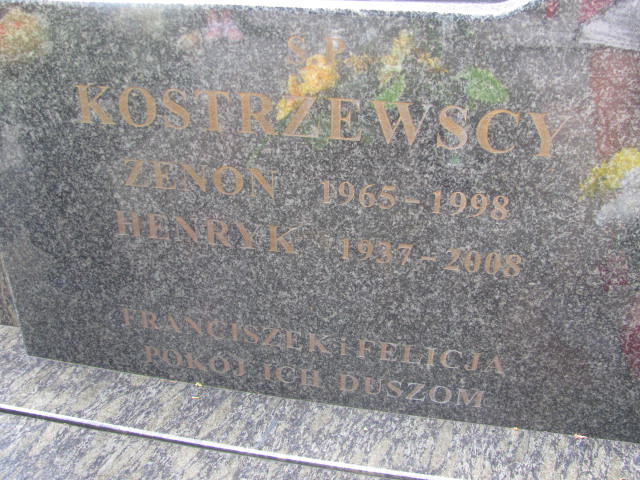 Ś.P.
KOSTRZEWSCY
ZENON 1965-1998
HENRYK 1937-2008
FRANCISZEK i FELICJA
POKÓJ ICH DUSZOM